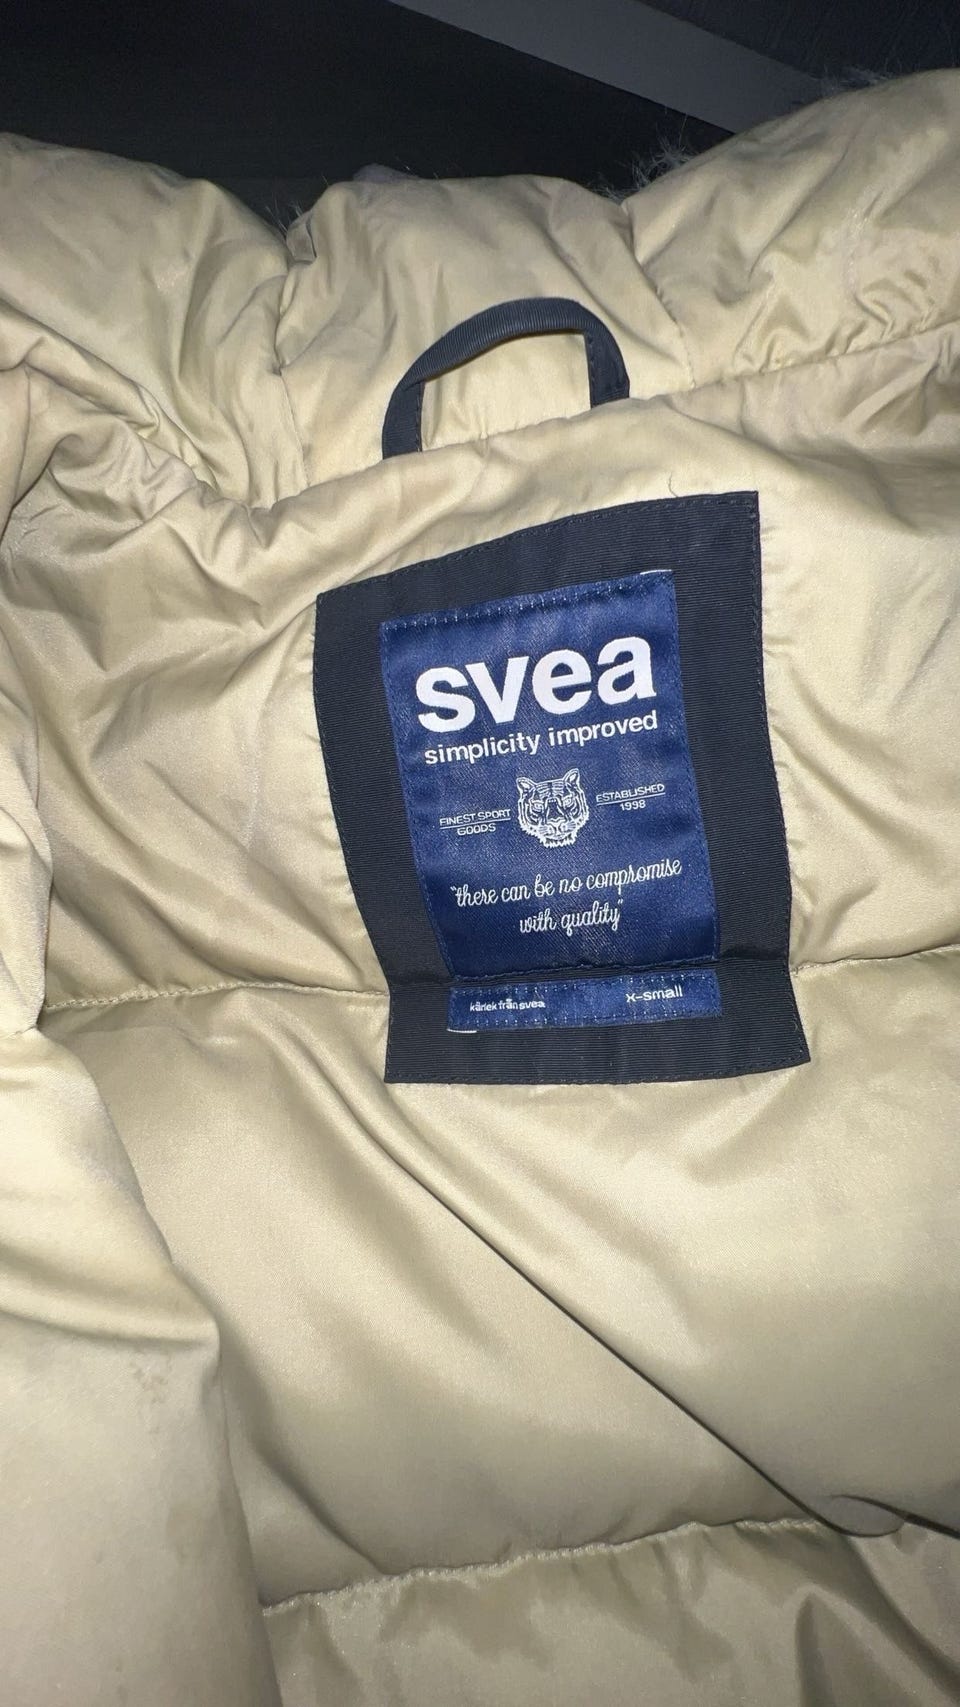 svea
simplicity improved
FINEST SPORT
GOODS
ESTABLISHED
1998
"there can be no compromise
with quality"
kärlek från svea
x-small